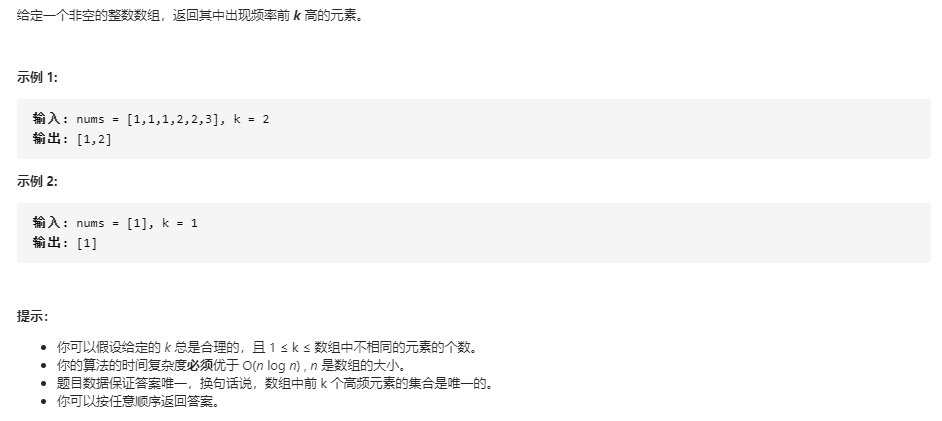 给定一个非空的整数数组，返回其中出现频率前 k 高的元素。
示例 1:
输入: nums = [1,1,1,2,2,3], k = 2
输出: [1,2]
示例 2:
输入: nums = [1], k = 1
输出: [1]
提示：
你可以假设给定的 k 总是合理的，且 1 ≤ k ≤ 数组中不相同的元素的个数。
你的算法的时间复杂度必须优于 O(n log n) , n 是数组的大小。
题目数据保证答案唯一，换句话说，数组中前 k 个高频元素的集合是唯一的。
你可以按任意顺序返回答案。